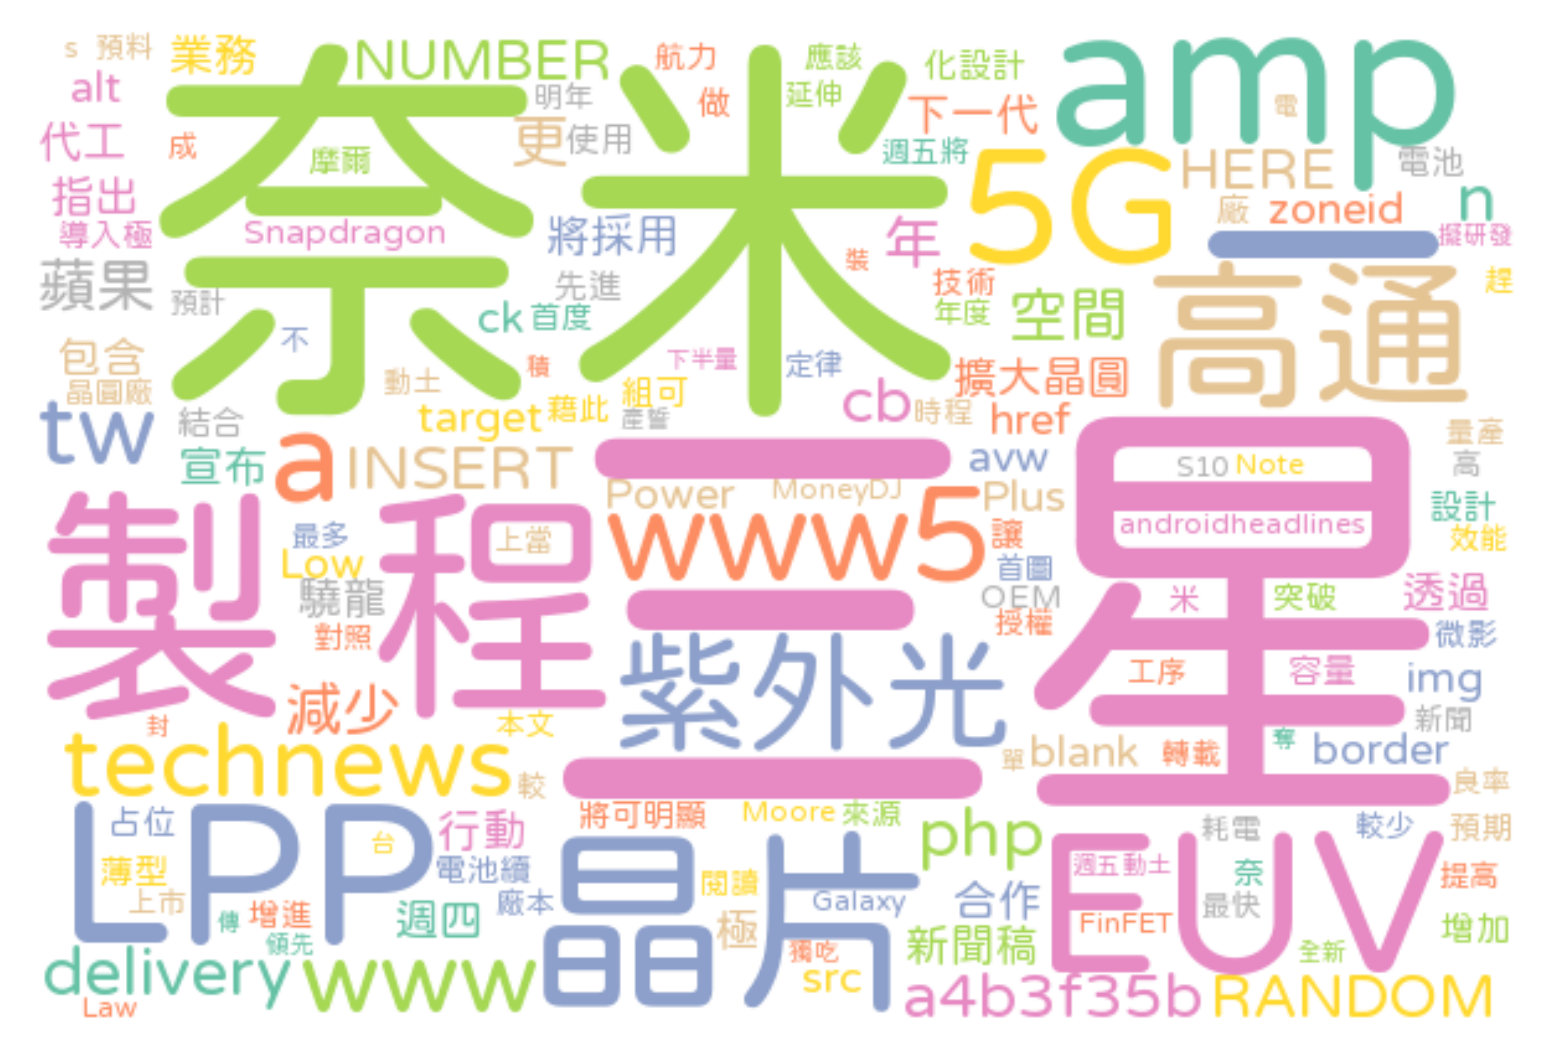 s 預料 業務 NUMBER 航力 應該 化設計 amp
alt 奈米 明年 做 延伸 下一代 電
代工 成 摩爾 更 使用 週五將 5G HERE 電池
指出 廠 zoneid n
導入極 Snapdragon 將採用 年 一 擬研發
蘋果 預計 先進 裝 技術 高通 趕
ck 首度 年度 空間
包含 不 積 下半量 定律
晶圓廠 動土 組可 擴大晶圓
tw 結合 target 藉此 產誓 cb 時程 href 量產
宣布 a INSERT 三星 avw S10 Note 高
製程 Power MoneyDJ Plus 設計
最多 上當 www 5 讓 androidheadlines 效能
Low 首圖
驍龍 OEM 米 突破 透過
對照 授權 微影
減少 紫外光 工序 容量 img
封 本文 新聞
technews 較 單 blank 轉載 奪 border 良率
LPP 占位 台 行動 將可明顯 Moore 來源 php EUV 耗電 較少 預期
薄型 電池續 晶片 閱讀 週五動土 奈 提高
上市 傳 增進 週四 廠本 極 Galaxy 合作 FinFET 最快 增加
領先 獨吃 新聞稿 全新
delivery www src a4b3f35b RANDOM
Law